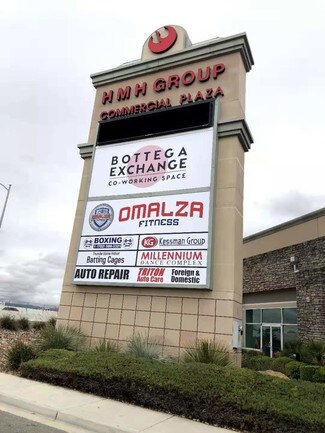 HMH GROUP
COMMERCIAL PLAZA
BOTTEGA
EXCHANGE
CO-WORKING SPACE
OMALZA
FITNESS
BOXING
KG Kessman Group
Batting Cages
MILLENNIUM
DANCE COMPLEX
AUTO REPAIR
TRITON
Auto Care
Foreign &
Domestic